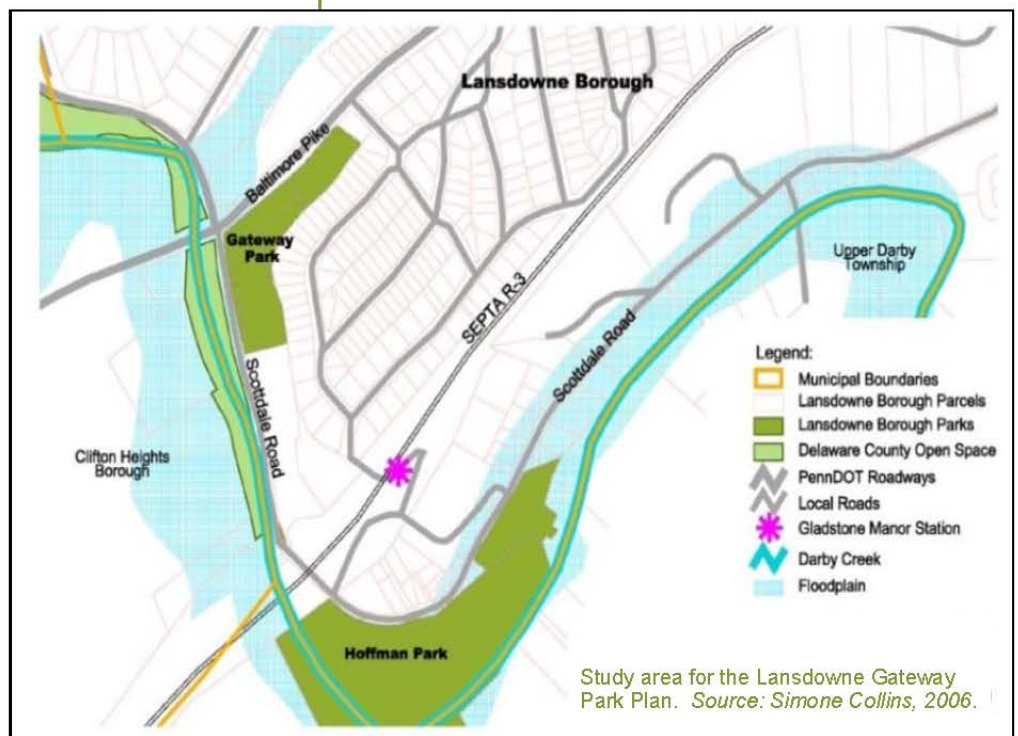 Lansdowne Borough
Baltimore Pike
Gateway
Park
SEPTA R-3
Upper Darby
Township
Scottdale Road
Scottdale Road
Clifton Heights
Borough
Hoffman Park
Legend:
Municipal Boundaries
Lansdowne Borough Parcels
Lansdowne Borough Parks
Delaware County Open Space
PennDOT Roadways
Local Roads
Gladstone Manor Station
Darby Creek
Floodplain
Study area for the Lansdowne Gateway
Park Plan. Source: Simone Collins, 2006.